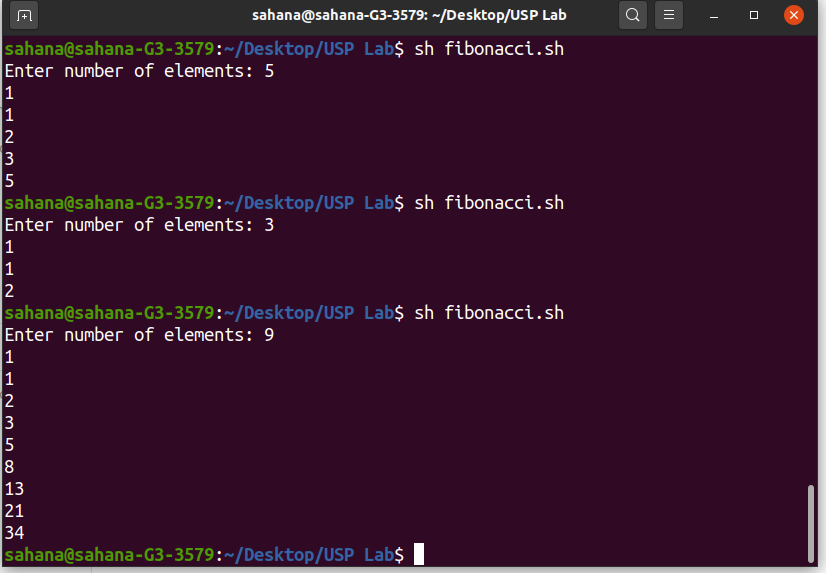 sahana@sahana-G3-3579: ~/Desktop/USP Lab
sahana@sahana-G3-3579:~/Desktop/USP Lab$ sh fibonacci.sh
Enter number of elements: 5
1
1
2
3
5
sahana@sahana-G3-3579:~/Desktop/USP Lab$ sh fibonacci.sh
Enter number of elements: 3
1
1
2
sahana@sahana-G3-3579:~/Desktop/USP Lab$ sh fibonacci.sh
Enter number of elements: 9
1
1
2
3
5
8
13
21
34
sahana@sahana-G3-3579:~/Desktop/USP Lab$